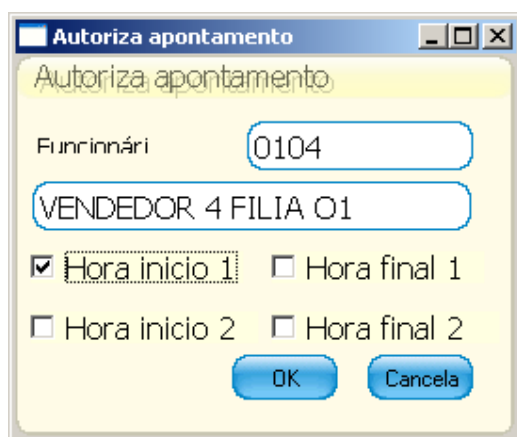 Autoriza apontamento
Autoriza apontamento
Funcionári 0104
VENDEDOR 4 FILIA O1
Hora inicio 1 Hora final 1
Hora inicio 2 Hora final 2
OK Cancela